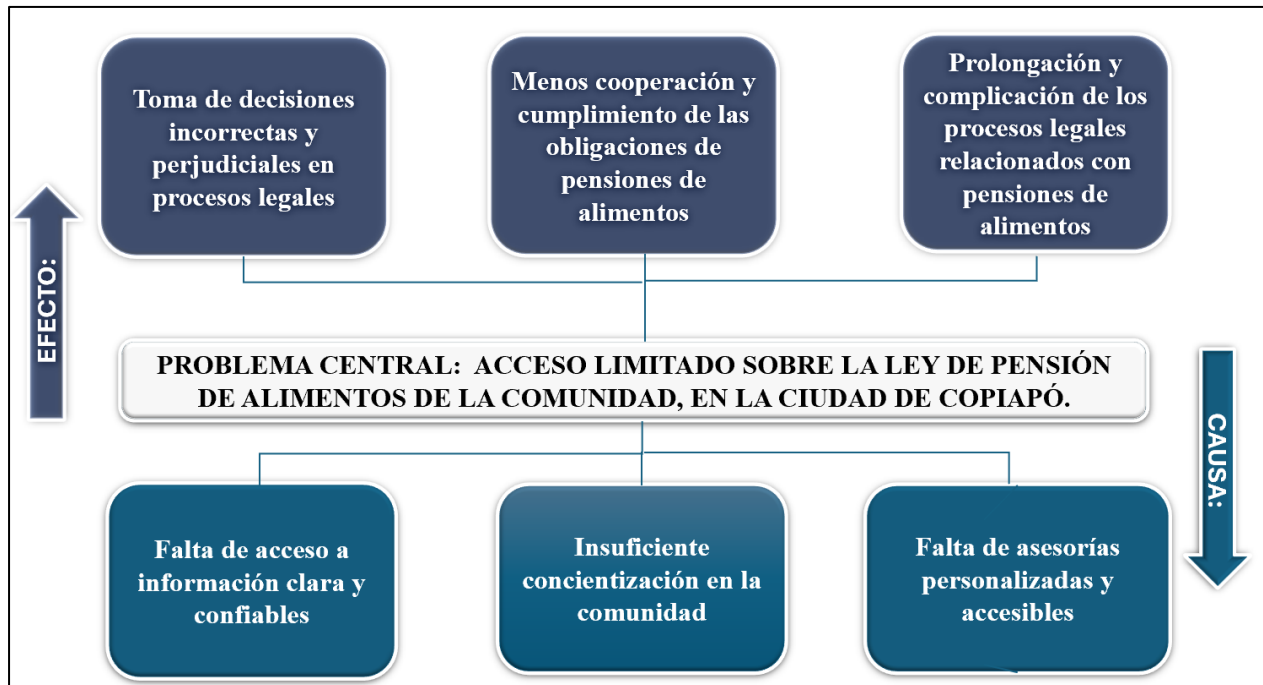 Toma de decisiones
incorrectas y
perjudiciales en
procesos legales
Menos cooperación y
cumplimiento de las
obligaciones de
pensiones de
alimentos
Prolongación y
complicación de los
procesos legales
relacionados con
pensiones de
alimentos
EFECTO:
PROBLEMA CENTRAL: ACCESO LIMITADO SOBRE LA LEY DE PENSIÓN
DE ALIMENTOS DE LA COMUNIDAD, EN LA CIUDAD DE COPIAPÓ.
CAUSA:
Falta de acceso a
información clara y
confiables
Insuficiente
concientización en la
comunidad
Falta de asesorías
personalizadas y
accesibles